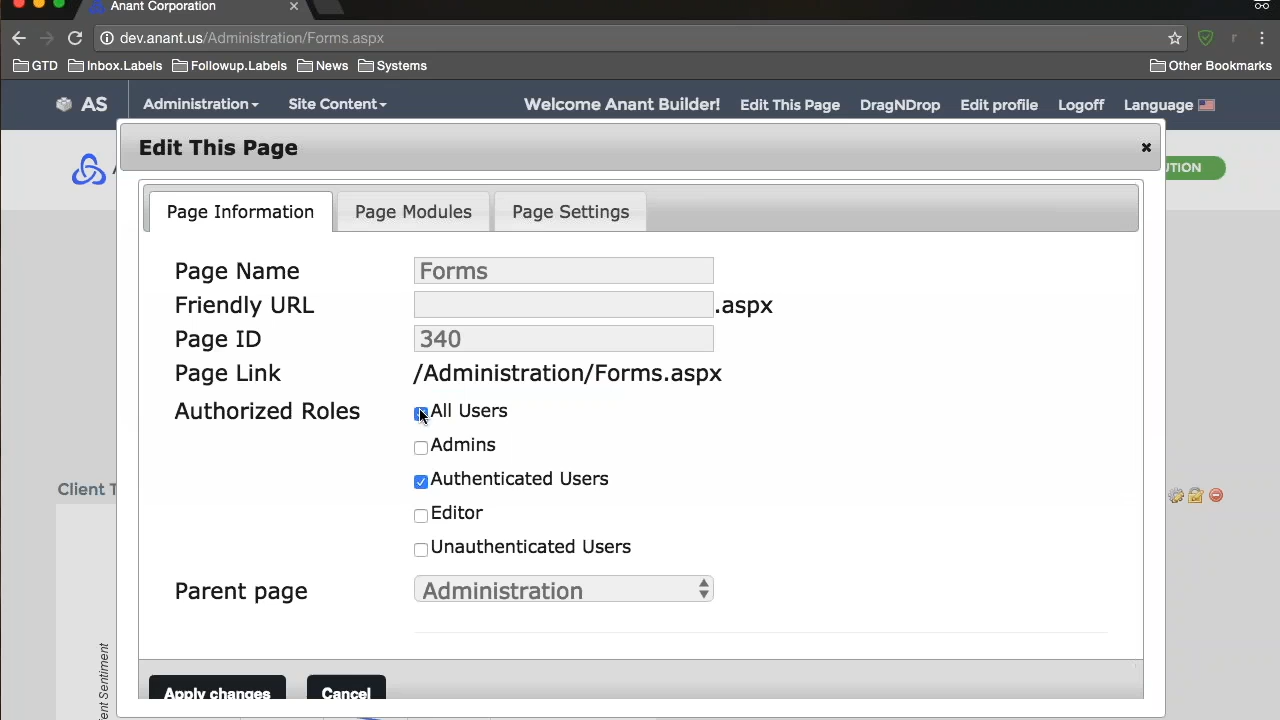 Anant Corporation
dev.anant.us/Administration/Forms.aspx
GTD Inbox.Labels Followup.Labels News Systems Other Bookmarks
AS Administration Site Content Welcome Anant Builder! Edit This Page DragNDrop Edit profile Logoff Language
Edit This Page
Page Information Page Modules Page Settings
Page Name Forms
Friendly URL .aspx
Page ID 340
Page Link /Administration/Forms.aspx
Authorized Roles All Users
Admins
Authenticated Users
Editor
Unauthenticated Users
Parent page Administration
Apply changes Cancel
Client
Sentiment